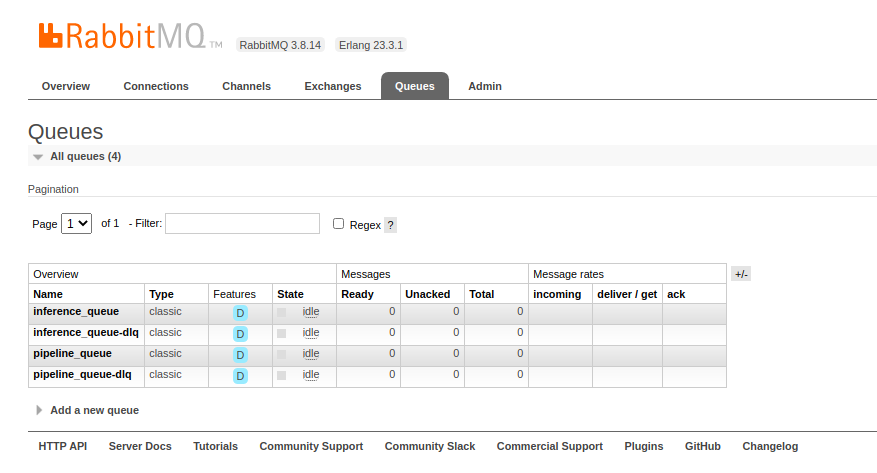 RabbitMQ TM RabbitMQ 3.8.14 Erlang 23.3.1
Overview Connections Channels Exchanges Queues Admin
Queues
All queues (4)
Pagination
Page 1 of 1 - Filter: Regex ?
Overview Messages Message rates +/-
Name Type Features State Ready Unacked Total incoming deliver / get ack
inference_queue classic D idle 0 0 0
inference_queue-dlq classic D idle 0 0 0
pipeline_queue classic D idle 0 0 0
pipeline_queue-dlq classic D idle 0 0 0
Add a new queue
HTTP API Server Docs Tutorials Community Support Community Slack Commercial Support Plugins GitHub Changelog